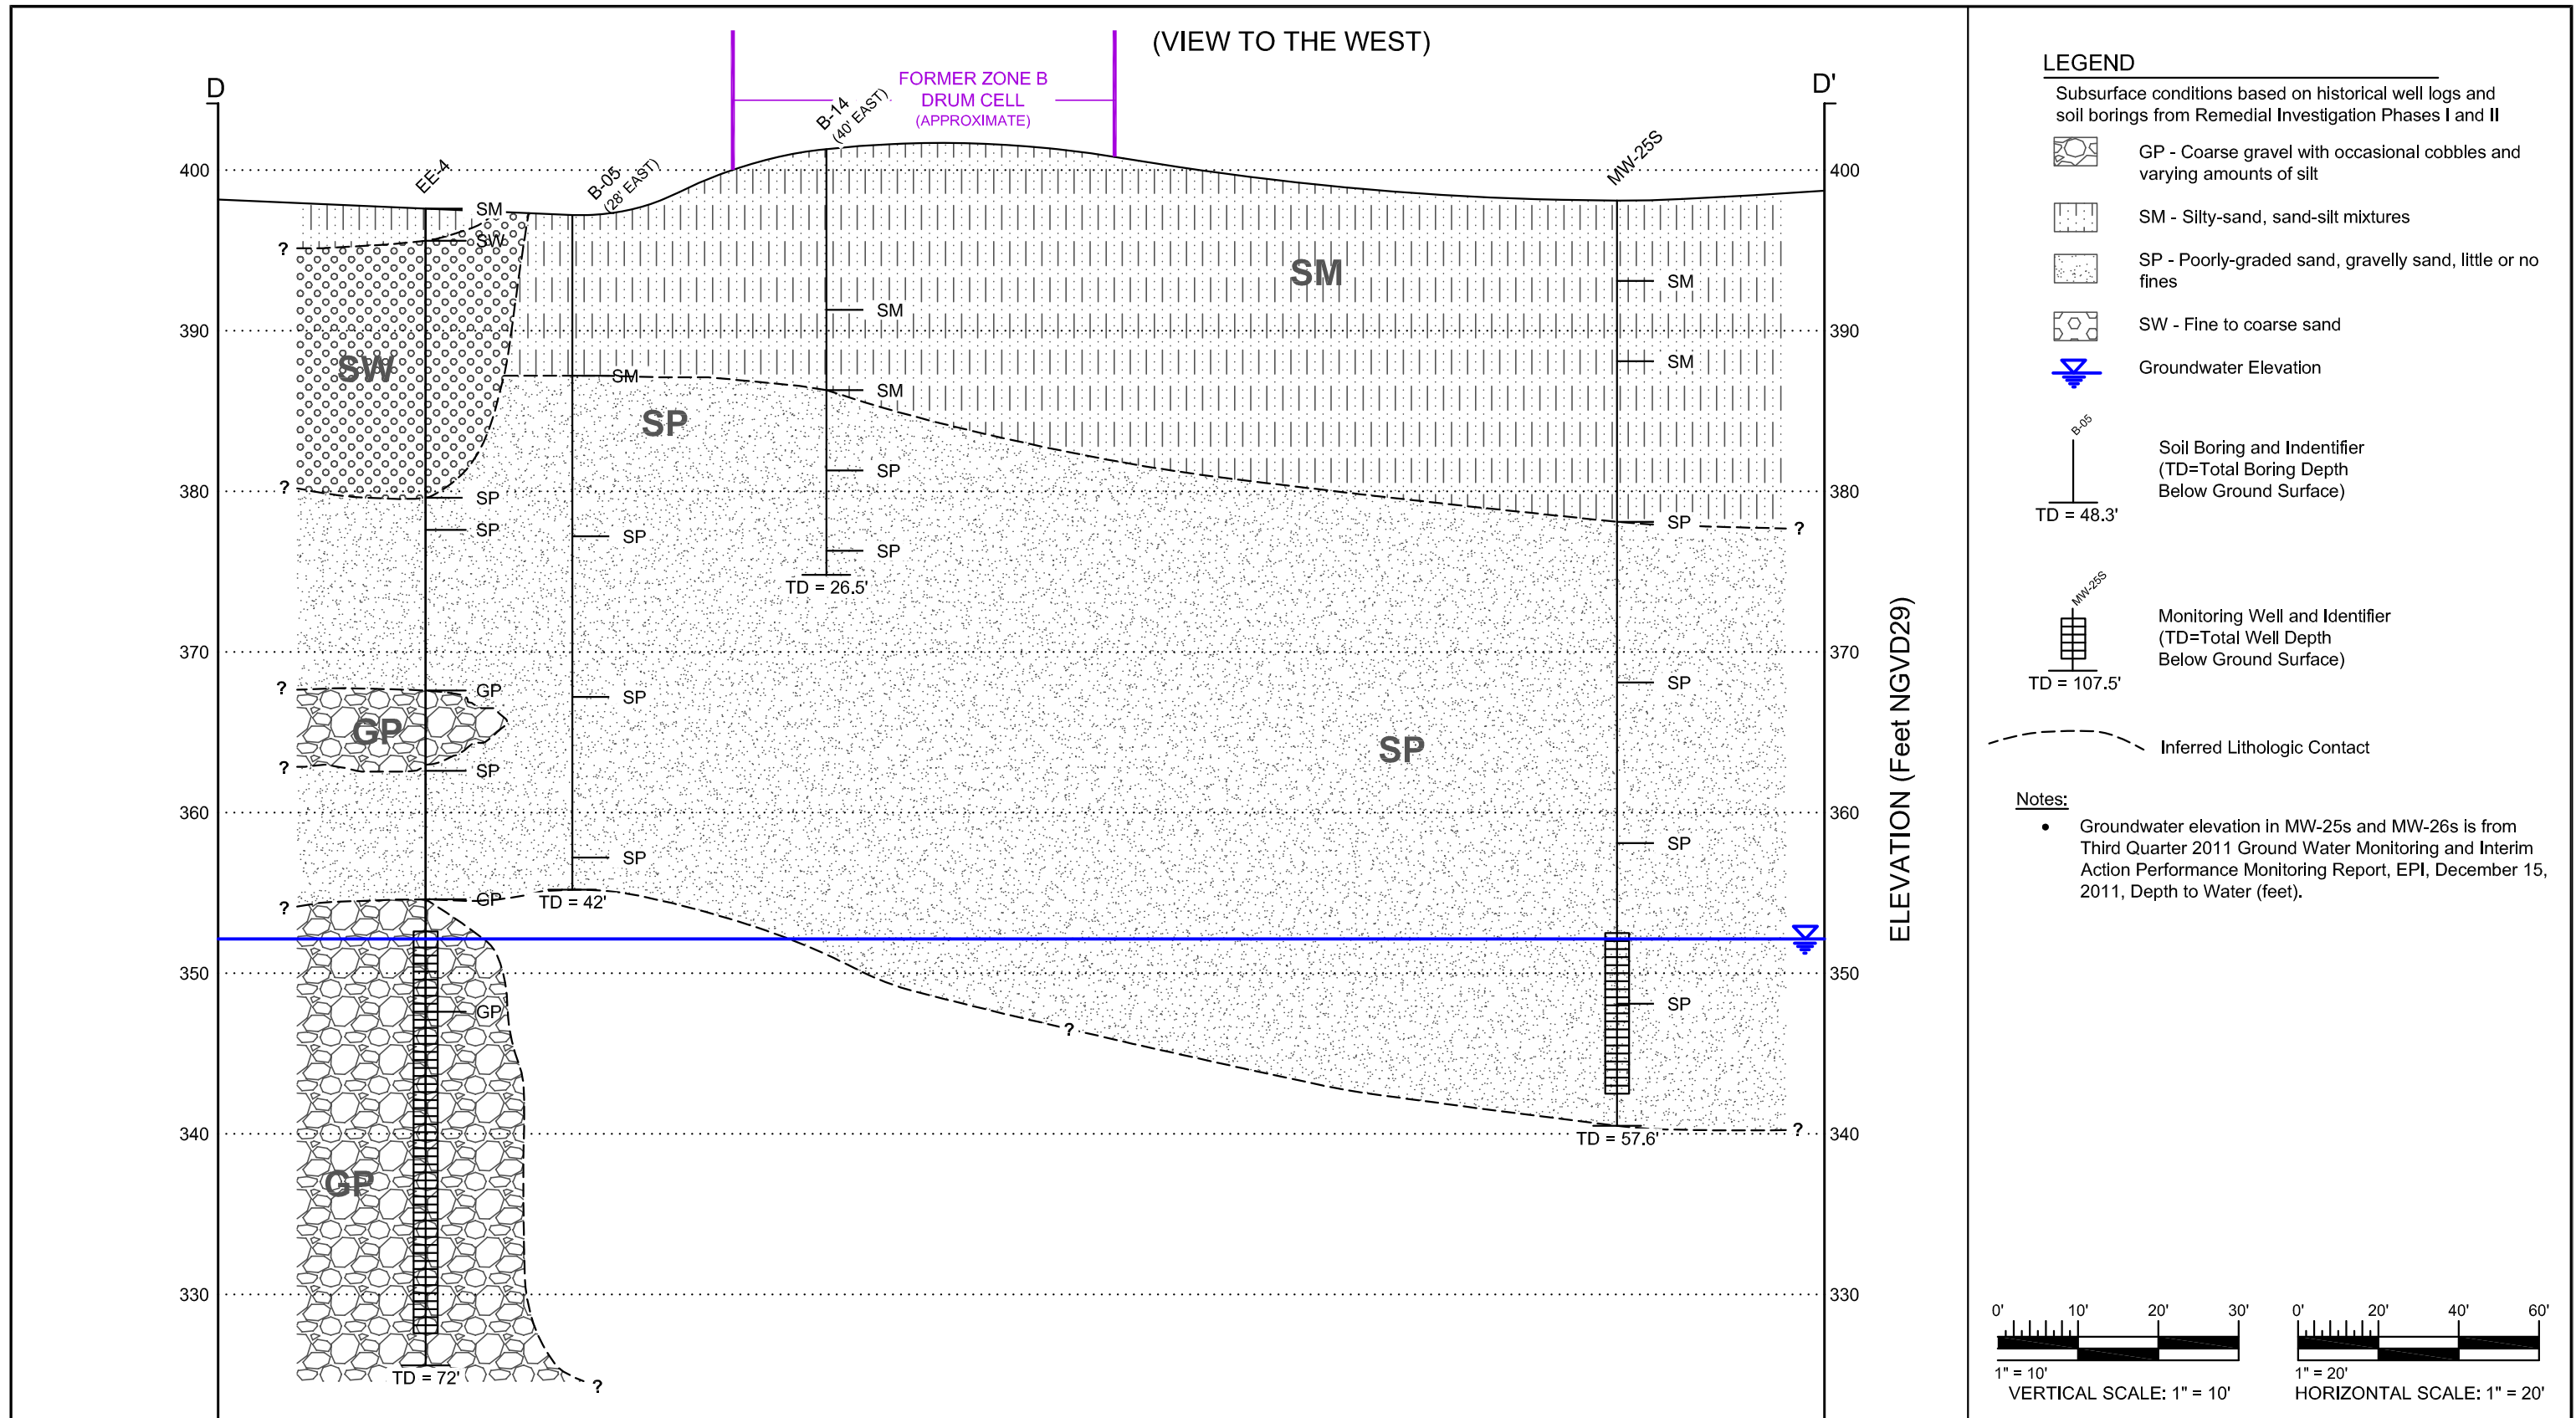 (VIEW TO THE WEST)
D
D'
FORMER ZONE B
DRUM CELL
(APPROXIMATE)
EE-4
B-05
(28' EAST)
B-14
(40' EAST)
MW-25S
400
400
390
390
380
380
370
370
360
360
350
350
340
340
330
330
ELEVATION (Feet NGVD29)
SM
SW
SP
SP
GP
SP
GP
GP
TD = 72'
SM
SP
SP
SP
TD = 42'
SM
SM
SP
SP
TD = 26.5'
SM
SM
SP
SP
SP
SP
TD = 57.6'
SW
SP
SM
GP
SP
GP
?
?
?
?
?
?
?
?
?
LEGEND
Subsurface conditions based on historical well logs and
soil borings from Remedial Investigation Phases I and II
GP - Coarse gravel with occasional cobbles and
varying amounts of silt
SM - Silty-sand, sand-silt mixtures
SP - Poorly-graded sand, gravelly sand, little or no
fines
SW - Fine to coarse sand
Groundwater Elevation
B-05
Soil Boring and Indentifier
(TD=Total Boring Depth
Below Ground Surface)
TD = 48.3'
MW-25S
Monitoring Well and Identifier
(TD=Total Well Depth
Below Ground Surface)
TD = 107.5'
Inferred Lithologic Contact
Notes:
• Groundwater elevation in MW-25s and MW-26s is from
Third Quarter 2011 Ground Water Monitoring and Interim
Action Performance Monitoring Report, EPI, December 15,
2011, Depth to Water (feet).
0' 10' 20' 30'
1" = 10'
VERTICAL SCALE: 1" = 10'
0' 20' 40' 60'
1" = 20'
HORIZONTAL SCALE: 1" = 20'